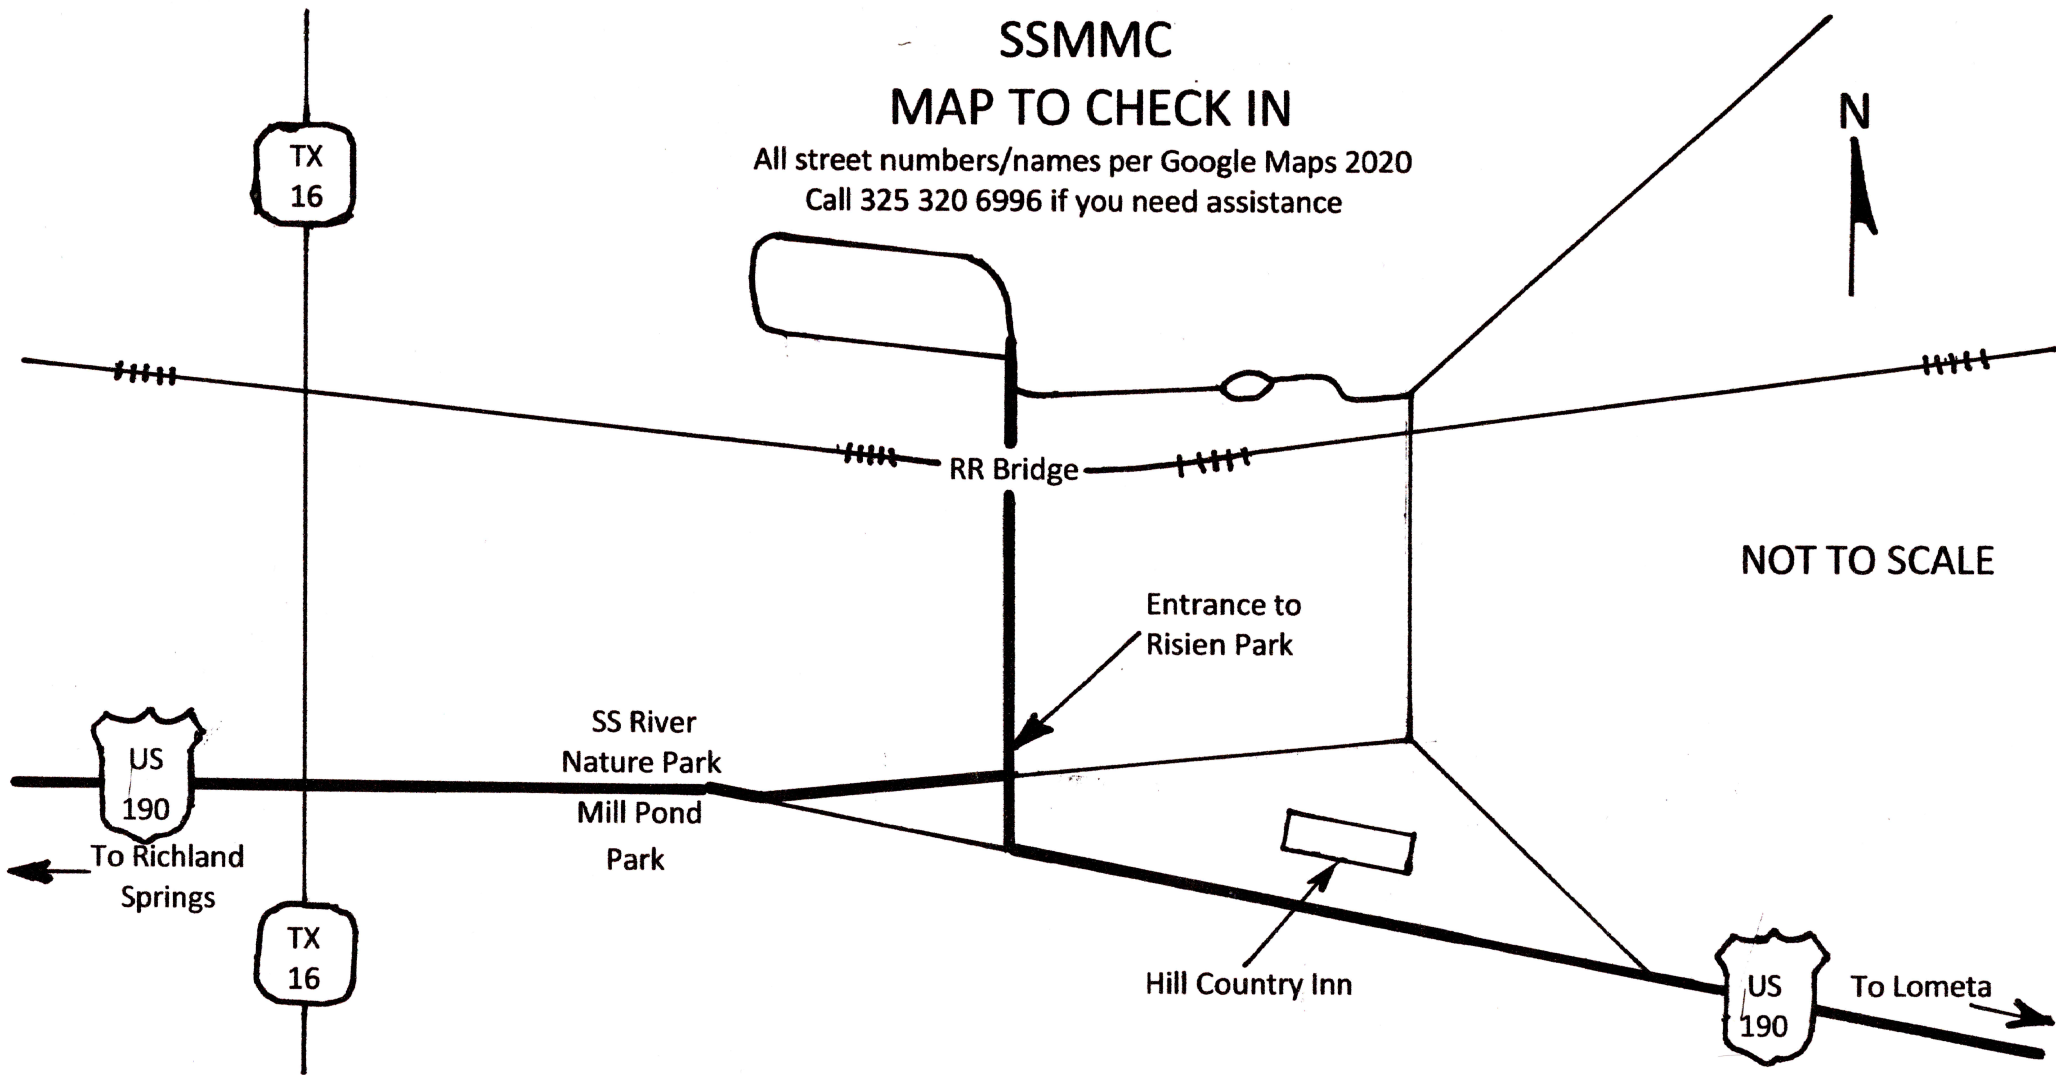 SSMMC
MAP TO CHECK IN
All street numbers/names per Google Maps 2020
Call 325 320 6996 if you need assistance
N
TX
16
RR Bridge
NOT TO SCALE
Entrance to
Risien Park
SS River
Nature Park
Mill Pond
Park
US
190
To Richland
Springs
TX
16
Hill Country Inn
US
190
To Lometa